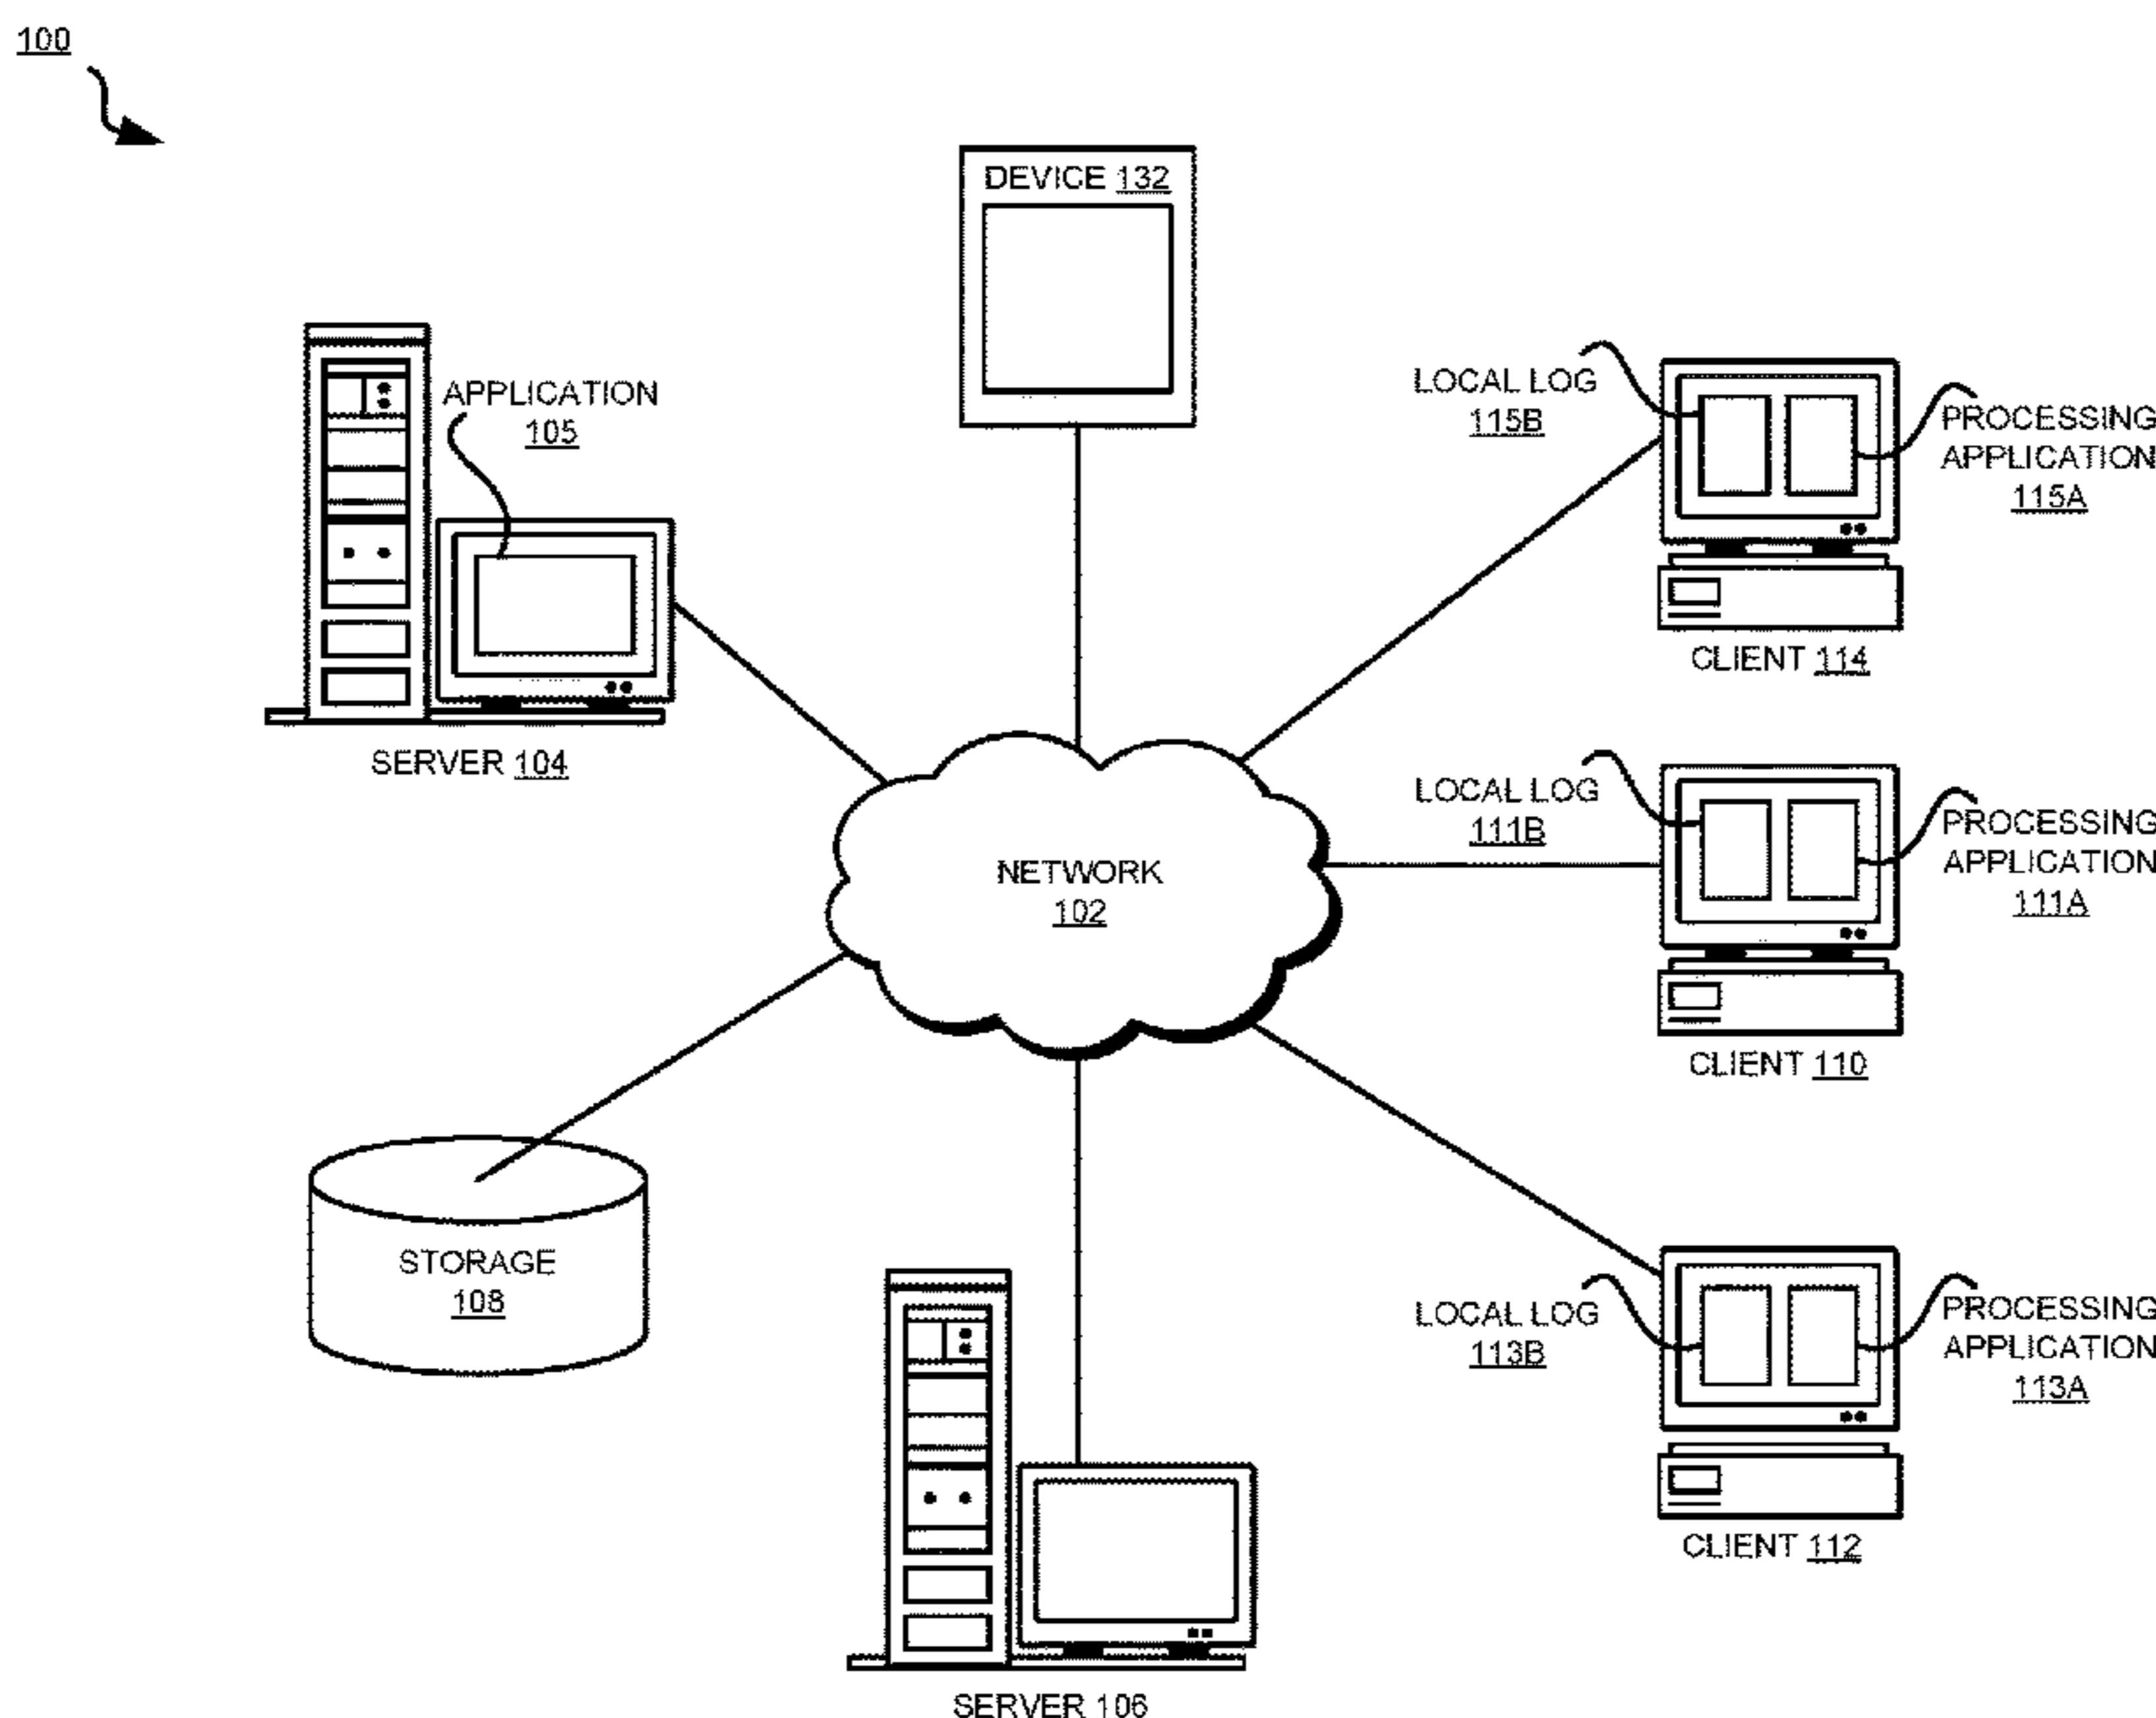 100
DEVICE 132
APPLICATION
105
LOCAL LOG
115B
PROCESSING
APPLICATION
115A
CLIENT 114
SERVER 104
LOCAL LOG
111B
PROCESSING
APPLICATION
111A
NETWORK
102
CLIENT 110
STORAGE
108
LOCAL LOG
113B
PROCESSING
APPLICATION
113A
CLIENT 112
SERVER 106